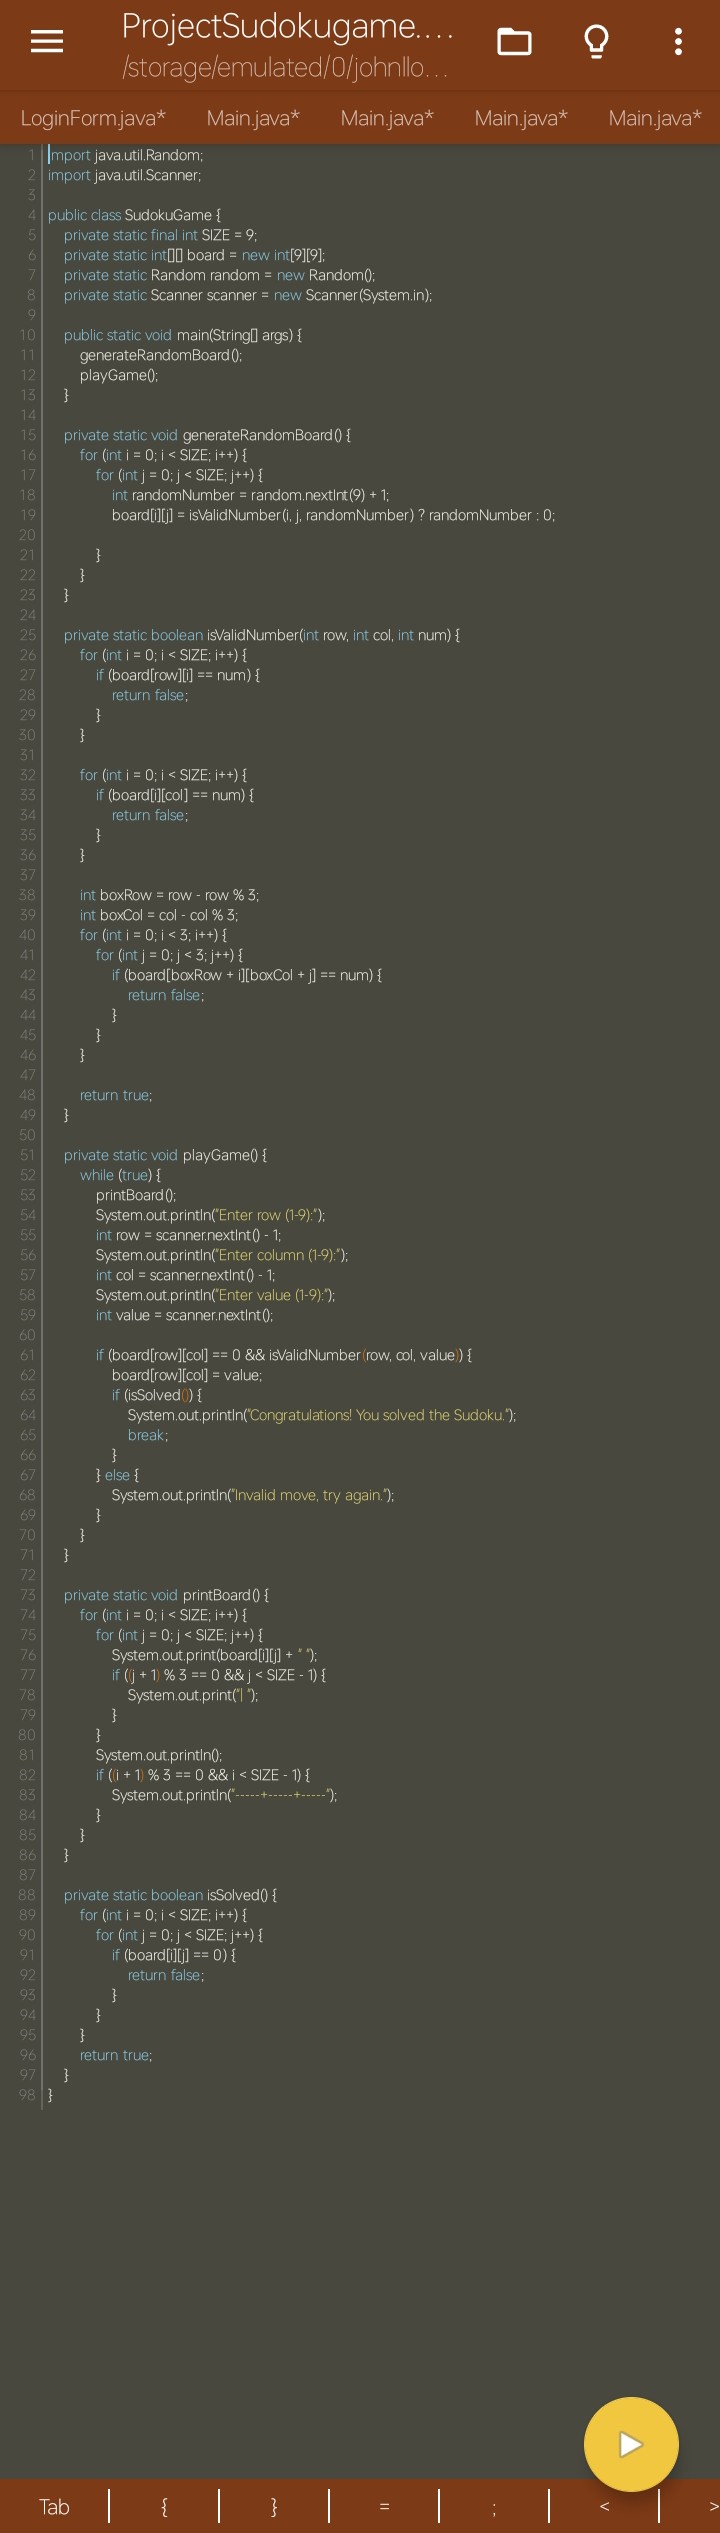 ProjectSudokugame....
/storage/emulated/0/johnllo...
LoginForm.java* Main.java* Main.java* Main.java* Main.java*
1 import java.util.Random;
2 import java.util.Scanner;
3
4 public class SudokuGame {
5 private static final int SIZE = 9;
6 private static int[][] board = new int[9][9];
7 private static Random random = new Random();
8 private static Scanner scanner = new Scanner(System.in);
9
10 public static void main(String[] args) {
11 generateRandomBoard();
12 playGame();
13 }
14
15 private static void generateRandomBoard() {
16 for (int i = 0; i < SIZE; i++) {
17 for (int j = 0; j < SIZE; j++) {
18 int randomNumber = random.nextInt(9) + 1;
19 board[i][j] = isValidNumber(i, j, randomNumber) ? randomNumber : 0;
20
21 }
22 }
23 }
24
25 private static boolean isValidNumber(int row, int col, int num) {
26 for (int i = 0; i < SIZE; i++) {
27 if (board[row][i] == num) {
28 return false;
29 }
30 }
31
32 for (int i = 0; i < SIZE; i++) {
33 if (board[i][col] == num) {
34 return false;
35 }
36 }
37
38 int boxRow = row - row % 3;
39 int boxCol = col - col % 3;
40 for (int i = 0; i < 3; i++) {
41 for (int j = 0; j < 3; j++) {
42 if (board[boxRow + i][boxCol + j] == num) {
43 return false;
44 }
45 }
46 }
47
48 return true;
49 }
50
51 private static void playGame() {
52 while (true) {
53 printBoard();
54 System.out.println("Enter row (1-9):");
55 int row = scanner.nextInt() - 1;
56 System.out.println("Enter column (1-9):");
57 int col = scanner.nextInt() - 1;
58 System.out.println("Enter value (1-9):");
59 int value = scanner.nextInt();
60
61 if (board[row][col] == 0 && isValidNumber(row, col, value)) {
62 board[row][col] = value;
63 if (isSolved()) {
64 System.out.println("Congratulations! You solved the Sudoku.");
65 break;
66 }
67 } else {
68 System.out.println("Invalid move, try again.");
69 }
70 }
71 }
72
73 private static void printBoard() {
74 for (int i = 0; i < SIZE; i++) {
75 for (int j = 0; j < SIZE; j++) {
76 System.out.print(board[i][j] + " ");
77 if ((j + 1) % 3 == 0 && j < SIZE - 1) {
78 System.out.print("| ");
79 }
80 }
81 System.out.println();
82 if ((i + 1) % 3 == 0 && i < SIZE - 1) {
83 System.out.println("-----+-----+-----");
84 }
85 }
86 }
87
88 private static boolean isSolved() {
89 for (int i = 0; i < SIZE; i++) {
90 for (int j = 0; j < SIZE; j++) {
91 if (board[i][j] == 0) {
92 return false;
93 }
94 }
95 }
96 return true;
97 }
98 }
Tab { } = ; < >